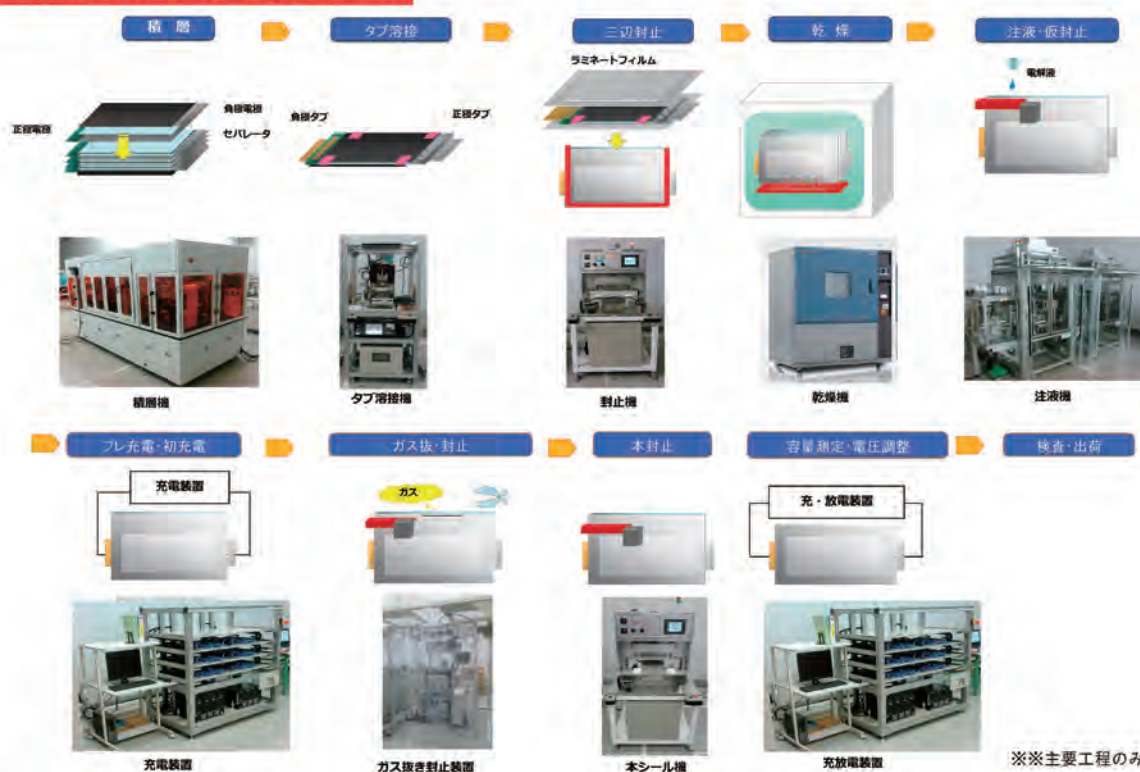 積層
タブ溶接
三辺封止
乾燥
注液・仮封止
ラミネートフィルム
電解液
負極電極
正極電極
セパレータ
負極タブ
正極タブ
積層機
タブ溶接機
封止機
乾燥機
注液機
プレ充電・初充電
ガス抜・封止
本封止
容量測定・電圧調整
検査・出荷
充電装置
ガス
充・放電装置
充電装置
ガス抜き封止装置
本シール機
充放電装置
※※主要工程のみ